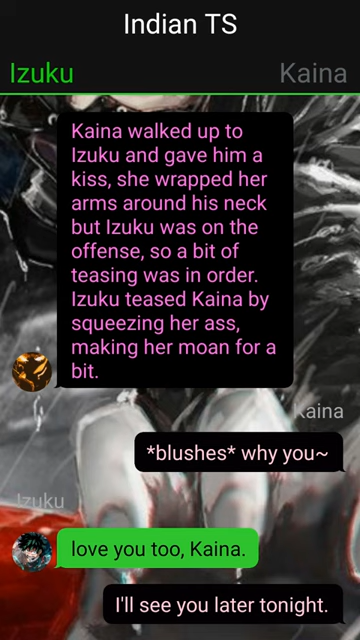 Indian TS
Izuku Kaina
Kaina walked up to
Izuku and gave him a
kiss, she wrapped her
arms around his neck
but Izuku was on the
offense, so a bit of
teasing was in order.
Izuku teased Kaina by
squeezing her ass,
making her moan for a
bit.
Kaina
*blushes* why you~
Izuku
love you too, Kaina.
I'll see you later tonight.